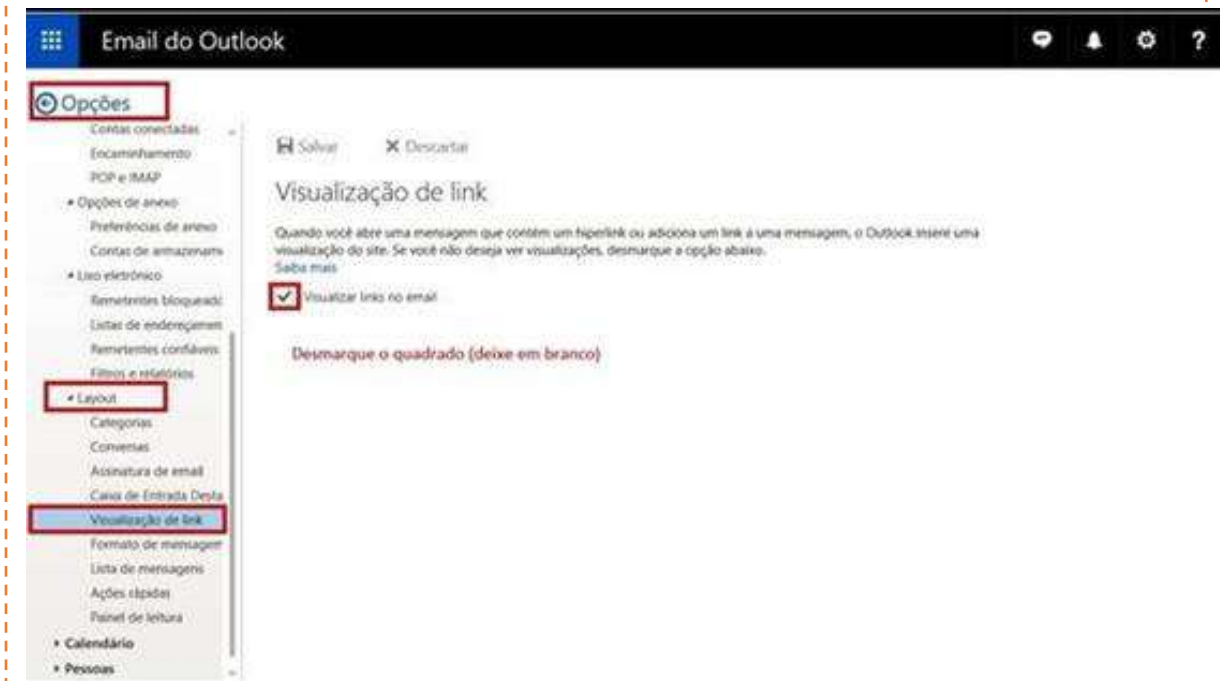 Email do Outlook
?
Opções
Contas conectadas
Encaminhamento
POP e IMAP
Opções de anexo
Preferências de anexo
Contas de armazenam
Lixo eletrônico
Remetentes bloqueado
Listas de endereçamen
Remetentes confiáveis
Filtros e relatórios
Layout
Categorias
Conversas
Assinatura de email
Caixa de Entrada Desta
Visualização de link
Formato de mensagem
Lista de mensagens
Ações rápidas
Painel de leitura
Calendário
Pessoas
Salvar Descartar
Visualização de link
Quando você abre uma mensagem que contém um hiperlink ou adiciona um link a uma mensagem, o Outlook insere uma
visualização do site. Se você não deseja ver visualizações, desmarque a opção abaixo.
Saiba mais
Visualizar links no email
Desmarque o quadrado (deixe em branco)